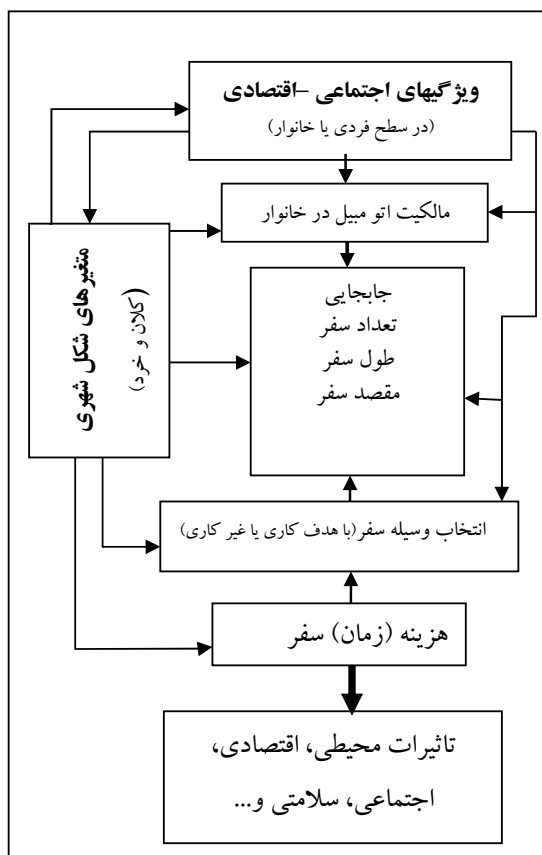 ویژگیهای اجتماعی –اقتصادی
(در سطح فردی یا خانوار)
مالکیت اتو مبیل در خانوار
متغیرهای شکل شهری
(کلان و خرد)
جابجایی
تعداد سفر
طول سفر
مقصد سفر
انتخاب وسیله سفر(با هدف کاری یا غیر کاری)
هزینه (زمان) سفر
تاثیرات محیطی، اقتصادی،
اجتماعی، سلامتی و...